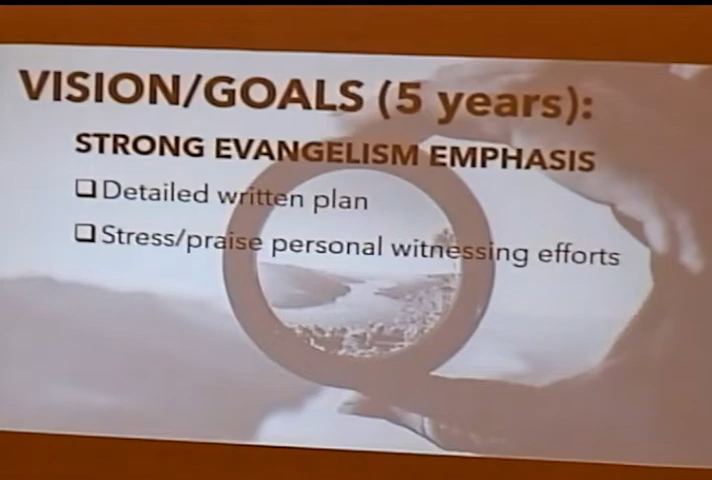 VISION/GOALS (5 years):
STRONG EVANGELISM EMPHASIS
❑ Detailed written plan
❑ Stress/praise personal witnessing efforts